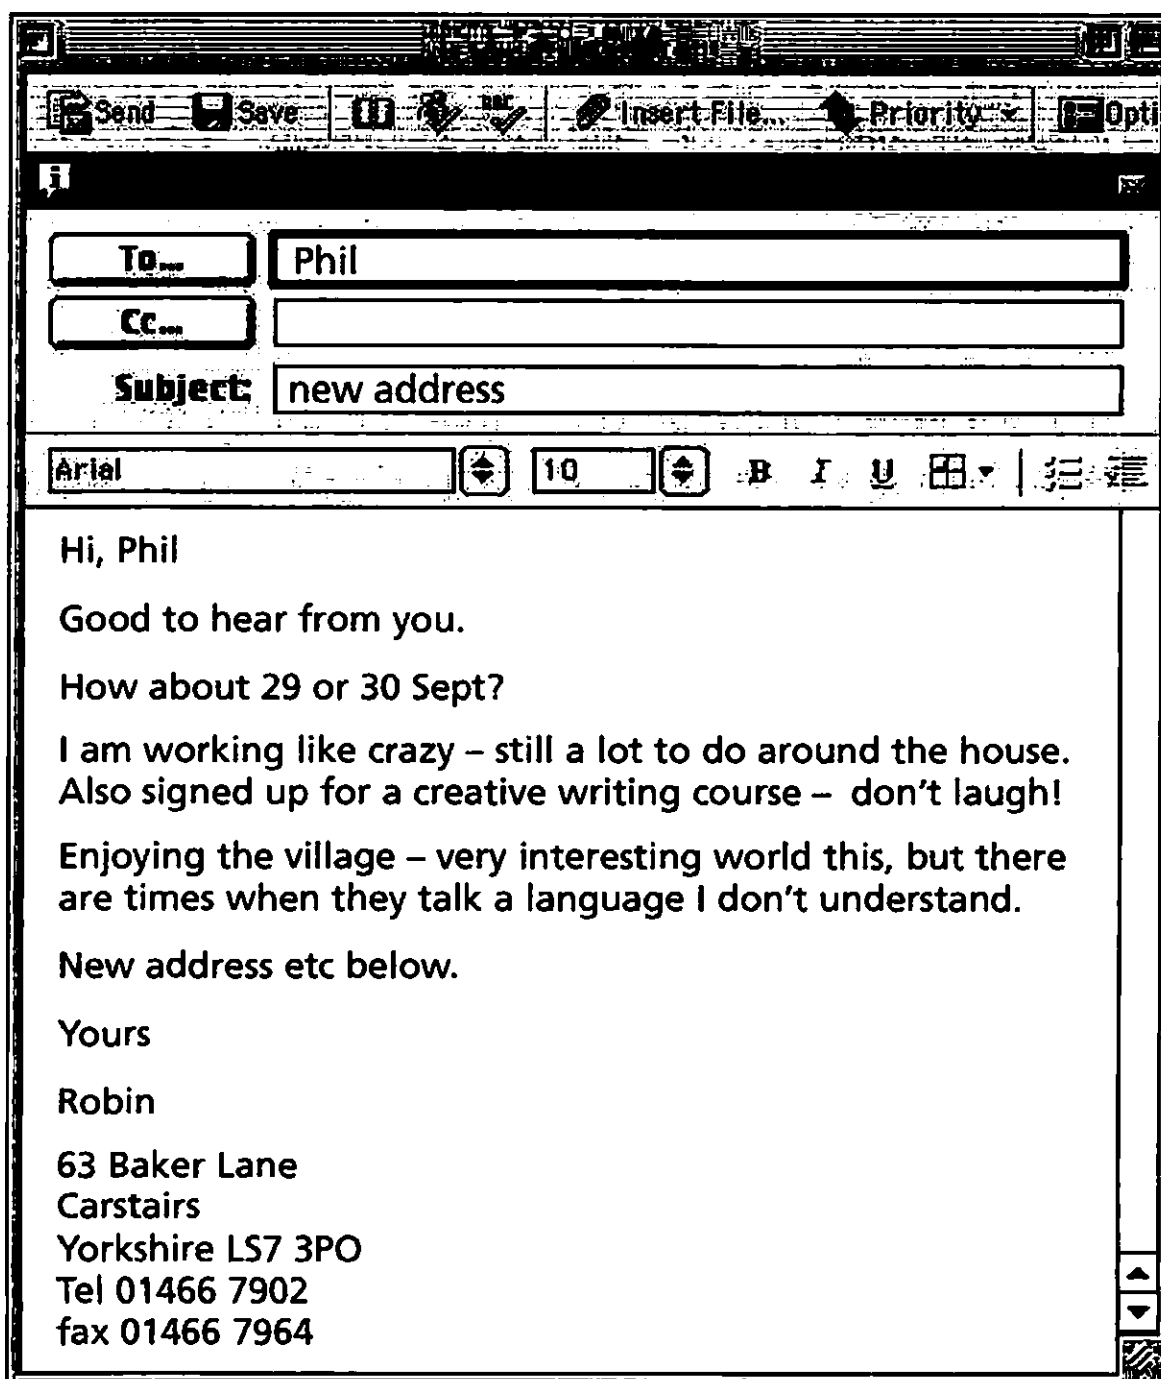 Send Save Insert File... Priority Opti
To... Phil
Cc...
Subject: new address
Arial 10 B I U
Hi, Phil
Good to hear from you.
How about 29 or 30 Sept?
I am working like crazy – still a lot to do around the house.
Also signed up for a creative writing course – don't laugh!
Enjoying the village – very interesting world this, but there
are times when they talk a language I don't understand.
New address etc below.
Yours
Robin
63 Baker Lane
Carstairs
Yorkshire LS7 3PO
Tel 01466 7902
fax 01466 7964